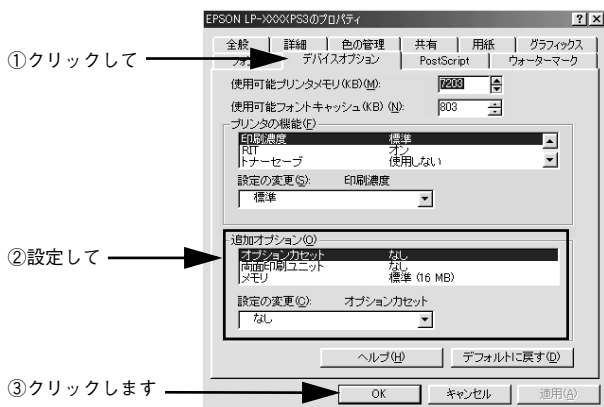 EPSON LP-XXXXPS3のプロパティ
全般 詳細 色の管理 共有 用紙 グラフィックス
デバイスオプション PostScript ウォーターマーク
①クリックして
使用可能プリンタメモリ(KB)(M): 7203
使用可能フォントキャッシュ(KB) (N): 803
プリンタの機能(F)
印刷濃度 標準
RIT オン
トナーセーブ 使用しない
設定の変更(S): 印刷濃度
標準
追加オプション(O)
②設定して
オプションカセット なし
両面印刷ユニット なし
メモリ 標準 (16 MB)
設定の変更(C): オプションカセット
なし
ヘルプ(H) デフォルトに戻す(D)
③クリックします
OK キャンセル 適用(A)